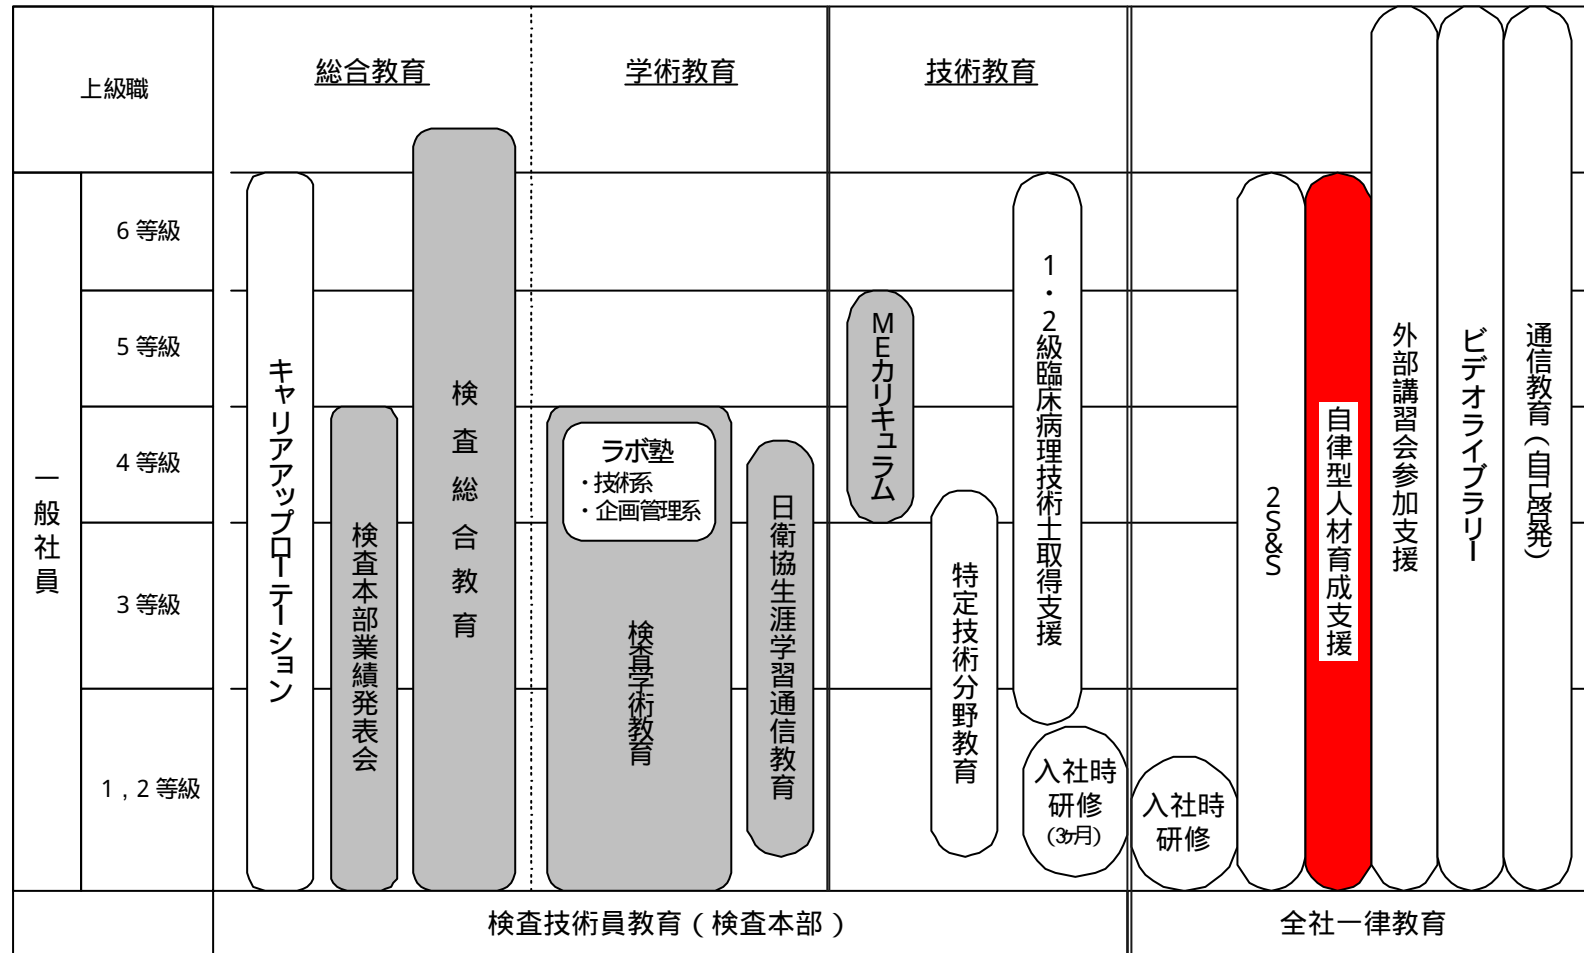 上級職
総合教育
学術教育
技術教育
一般社員
6 等級
5 等級
4 等級
3 等級
1 , 2 等級
キャリアアップローテーション
検査本部業績発表会
検査総合教育
ラボ塾
・技術系
・企画管理系
検査学術教育
日衛協生涯学習通信教育
MEカリキュラム
特定技術分野教育
1・2級臨床病理技術士取得支援
入社時
研修
(3ヶ月)
入社時
研修
2S&S
自律型人材育成支援
外部講習会参加支援
ビデオライブラリー
通信教育(自己啓発)
検査技術員教育(検査本部)
全社一律教育